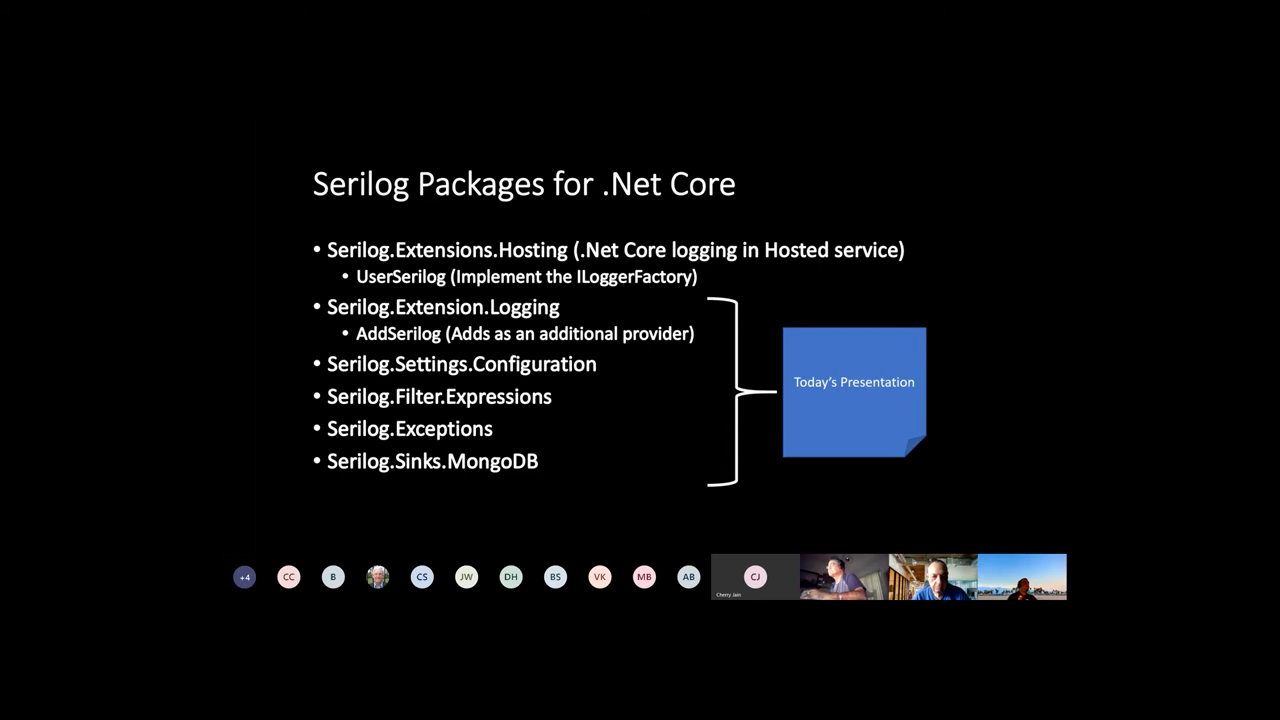 Serilog Packages for .Net Core
• Serilog.Extensions.Hosting (.Net Core logging in Hosted service)
• UserSerilog (Implement the ILoggerFactory)
• Serilog.Extension.Logging
• AddSerilog (Adds as an additional provider)
• Serilog.Settings.Configuration
• Serilog.Filter.Expressions
• Serilog.Exceptions
• Serilog.Sinks.MongoDB
Today's Presentation
+4 CC B CS JW DH BS VK MB AB CJ
Cherry Jain